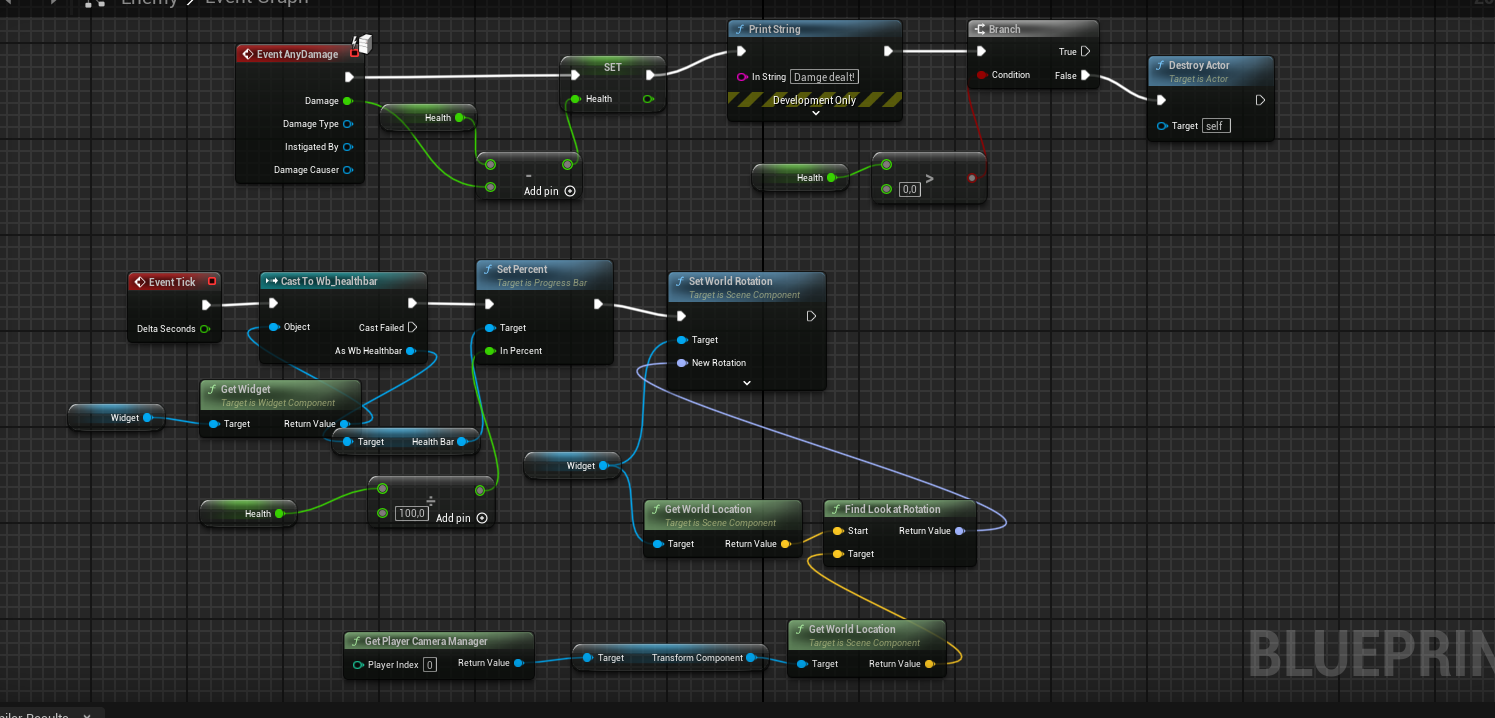 Enemy > Event Graph
Event AnyDamage
Damage
Damage Type
Instigated By
Damage Causer
Health
-
Add pin
SET
Health
Print String
In String Damge dealt!
Development Only
Branch
True
Condition
False
Destroy Actor
Target is Actor
Target self
Health
0,0
>
Event Tick
Delta Seconds
Cast To Wb_healthbar
Object
Cast Failed
As Wb Healthbar
Set Percent
Target is Progress Bar
Target
In Percent
Set World Rotation
Target is Scene Component
Target
New Rotation
Widget
Get Widget
Target is Widget Component
Target Return Value
Target Health Bar
Health
÷
100,0
Add pin
Widget
Get World Location
Target is Scene Component
Target Return Value
Find Look at Rotation
Start Return Value
Target
Get Player Camera Manager
Player Index 0 Return Value
Target Transform Component
Get World Location
Target is Scene Component
Target Return Value
BLUEPRIN